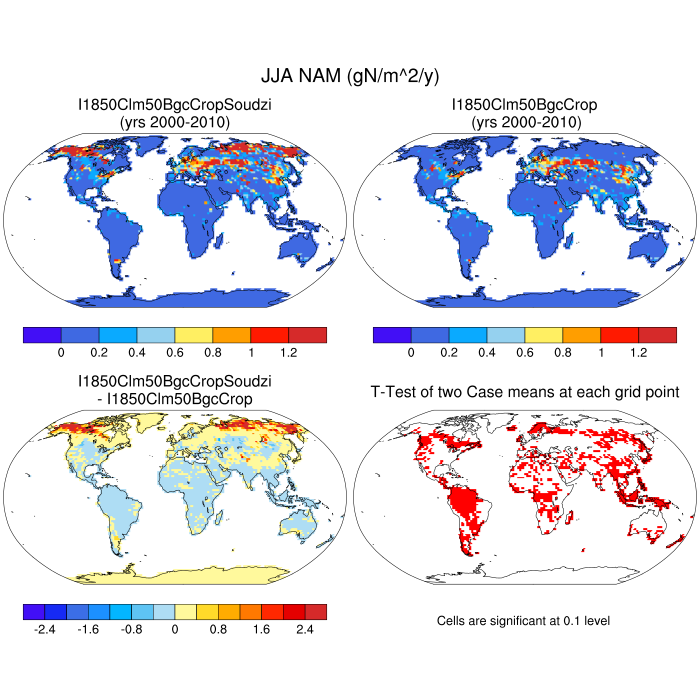 JJA NAM (gN/m^2/y)
I1850Clm50BgcCropSoudzi
(yrs 2000-2010)
I1850Clm50BgcCrop
(yrs 2000-2010)
0 0.2 0.4 0.6 0.8 1 1.2
0 0.2 0.4 0.6 0.8 1 1.2
I1850Clm50BgcCropSoudzi
- I1850Clm50BgcCrop
T-Test of two Case means at each grid point
-2.4 -1.6 -0.8 0 0.8 1.6 2.4
Cells are significant at 0.1 level